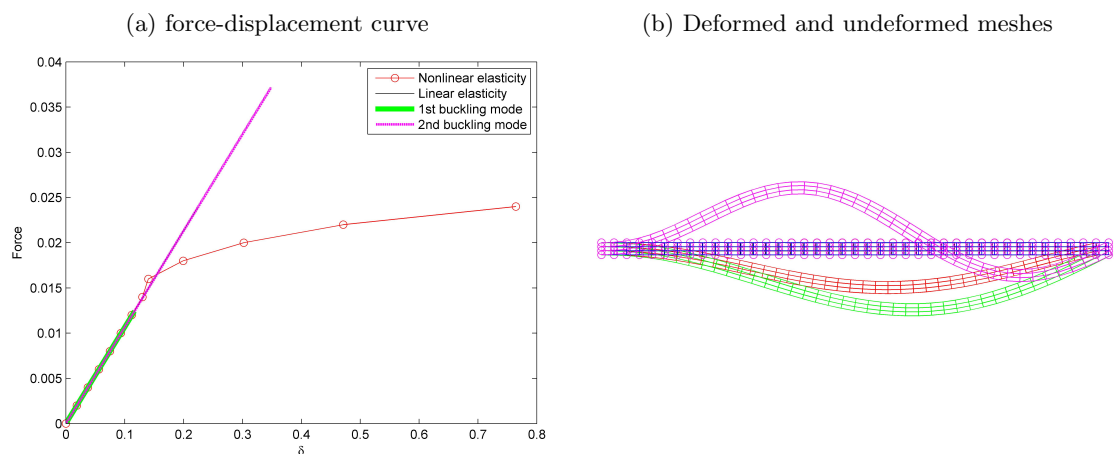 (a) force-displacement curve
(b) Deformed and undeformed meshes
0.04
0.035
0.03
0.025
0.02
0.015
0.01
0.005
0
Force
Nonlinear elasticity
Linear elasticity
1st buckling mode
2nd buckling mode
0 0.1 0.2 0.3 0.4 0.5 0.6 0.7 0.8
δ